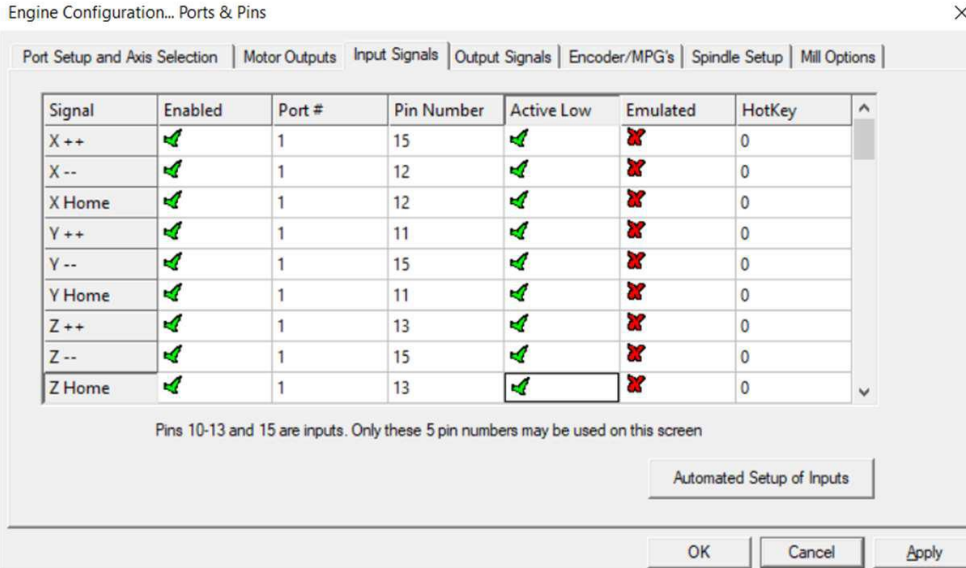 Engine Configuration... Ports & Pins
Port Setup and Axis Selection Motor Outputs Input Signals Output Signals Encoder/MPG's Spindle Setup Mill Options
Signal Enabled Port # Pin Number Active Low Emulated HotKey
X ++ 1 15 0
X -- 1 12 0
X Home 1 12 0
Y ++ 1 11 0
Y -- 1 15 0
Y Home 1 11 0
Z ++ 1 13 0
Z -- 1 15 0
Z Home 1 13 0
Pins 10-13 and 15 are inputs. Only these 5 pin numbers may be used on this screen
Automated Setup of Inputs
OK Cancel Apply